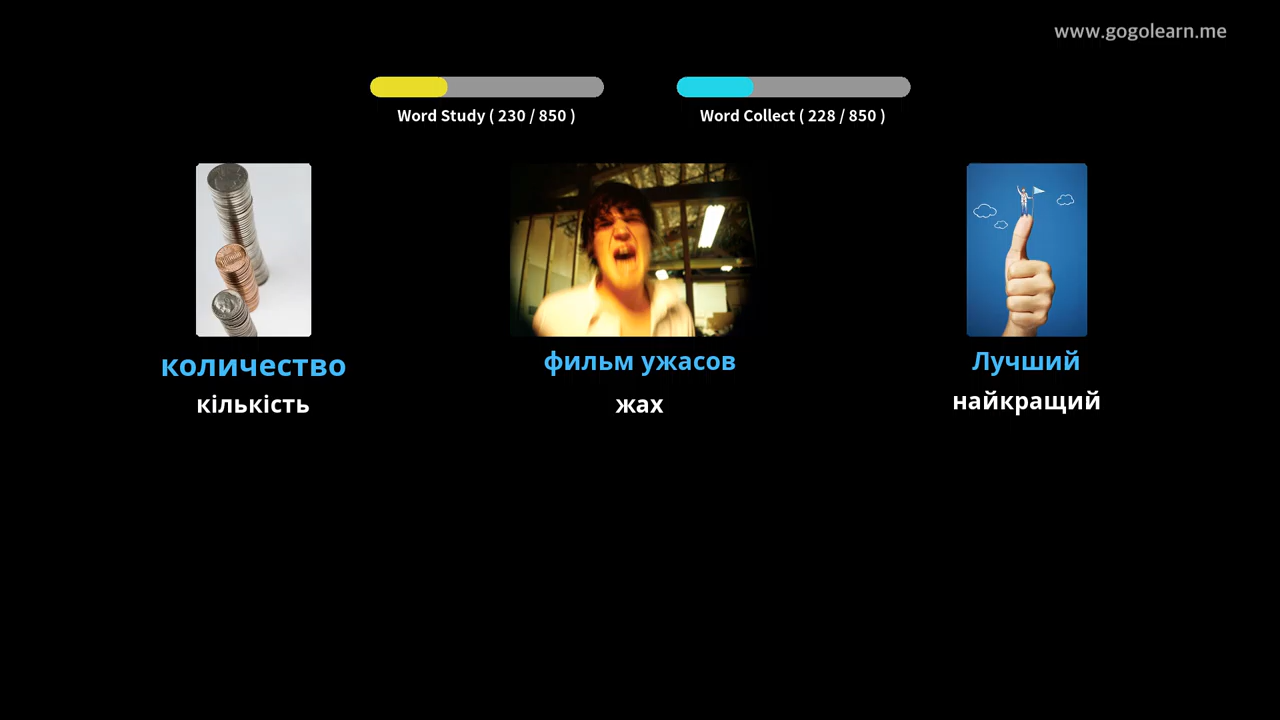 www.gogolearn.me
Word Study ( 230 / 850 )
Word Collect ( 228 / 850 )
количество
фильм ужасов
Лучший
кількість
жах
найкращий